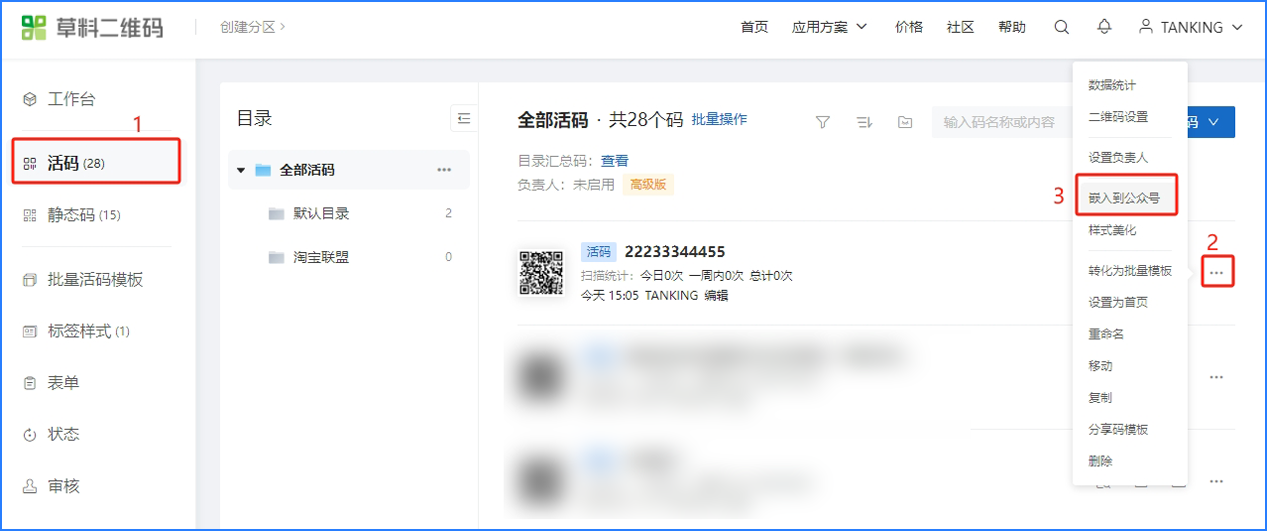 草料二维码
创建分区
首页 应用方案 价格 社区 帮助 TANKING
工作台
1
活码 (28)
静态码 (15)
批量活码模板
标签样式 (1)
表单
状态
审核
目录
全部活码
默认目录 2
淘宝联盟 0
全部活码 · 共28个码 批量操作
输入码名称或内容
码
目录汇总码: 查看
负责人: 未启用 高级版
活码 22233344455
扫描统计: 今日0次 一周内0次 总计0次
今天 15:05 TANKING 编辑
2
数据统计
二维码设置
设置负责人
3
嵌入到公众号
样式美化
转化为批量模板
设置为首页
重命名
移动
复制
分享码模板
删除